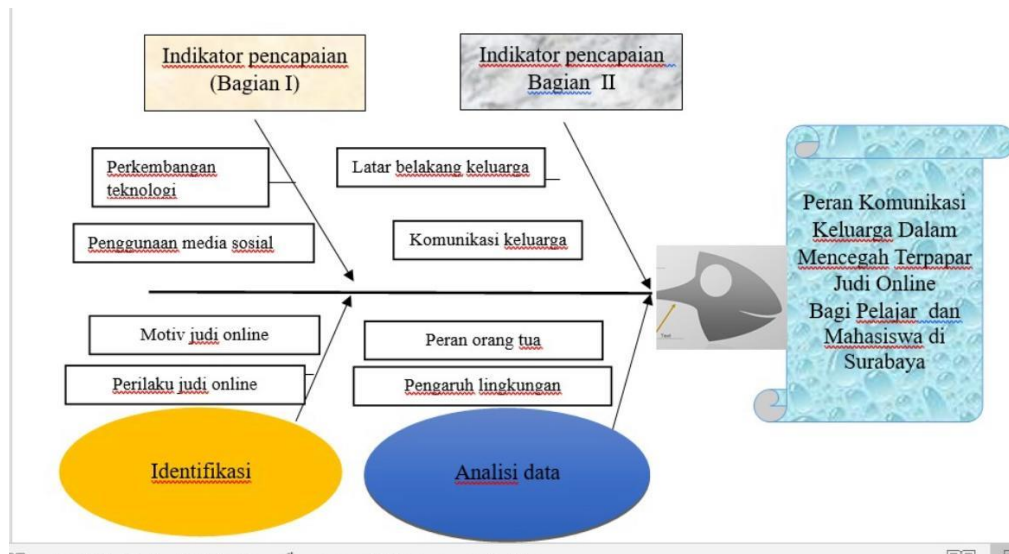 Indikator pencapaian
(Bagian I)
Indikator pencapaian
Bagian II
Perkembangan
teknologi
Latar belakang keluarga
Penggunaan media sosial
Komunikasi keluarga
Peran Komunikasi
Keluarga Dalam
Mencegah Terpapar
Judi Online
Bagi Pelajar dan
Mahasiswa di
Surabaya
Motiv judi online
Peran orang tua
Perilaku judi online
Pengaruh lingkungan
Identifikasi
Analisi data